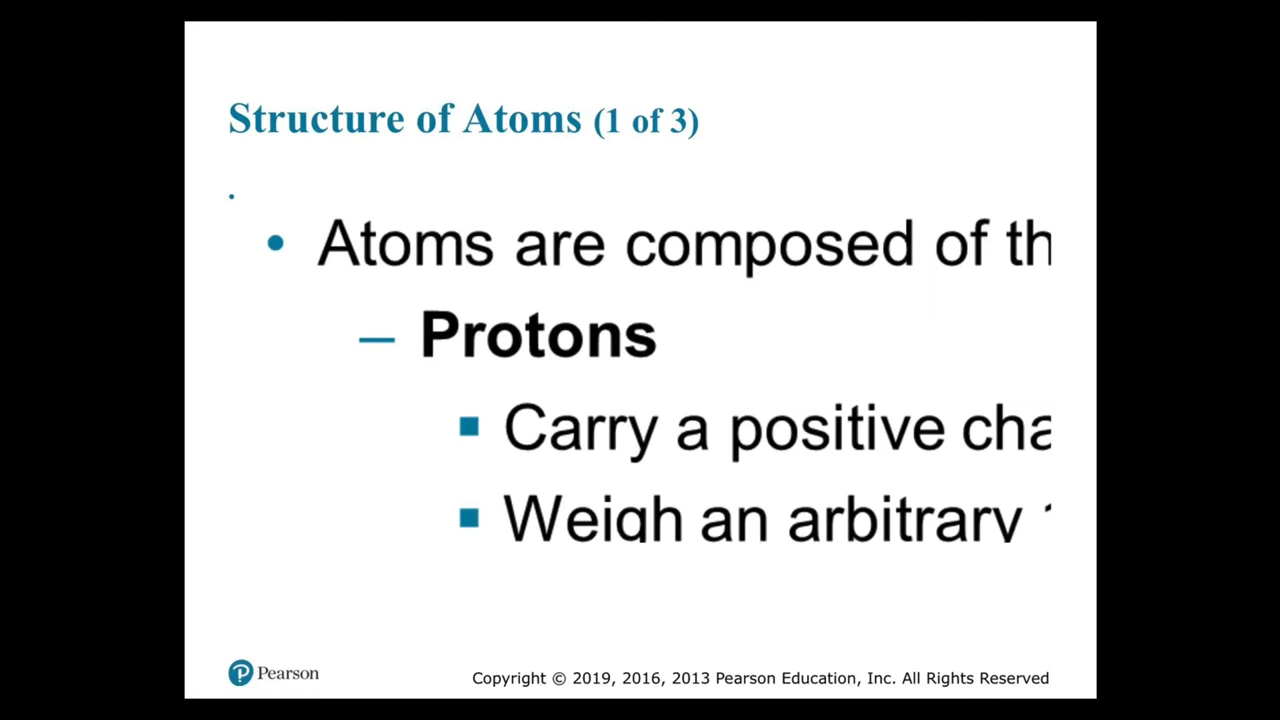 Structure of Atoms (1 of 3)
• Atoms are composed of th
– Protons
▪ Carry a positive cha
▪ Weigh an arbitrary
Pearson
Copyright © 2019, 2016, 2013 Pearson Education, Inc. All Rights Reserved